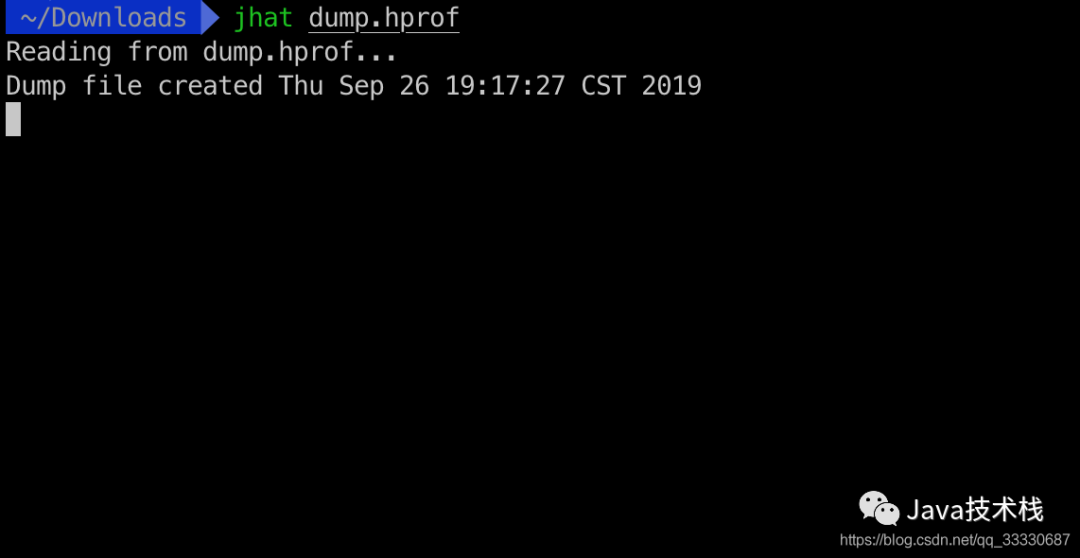 ~/Downloads jhat dump.hprof
Reading from dump.hprof...
Dump file created Thu Sep 26 19:17:27 CST 2019
Java技术栈
https://blog.csdn.net/qq_33330687